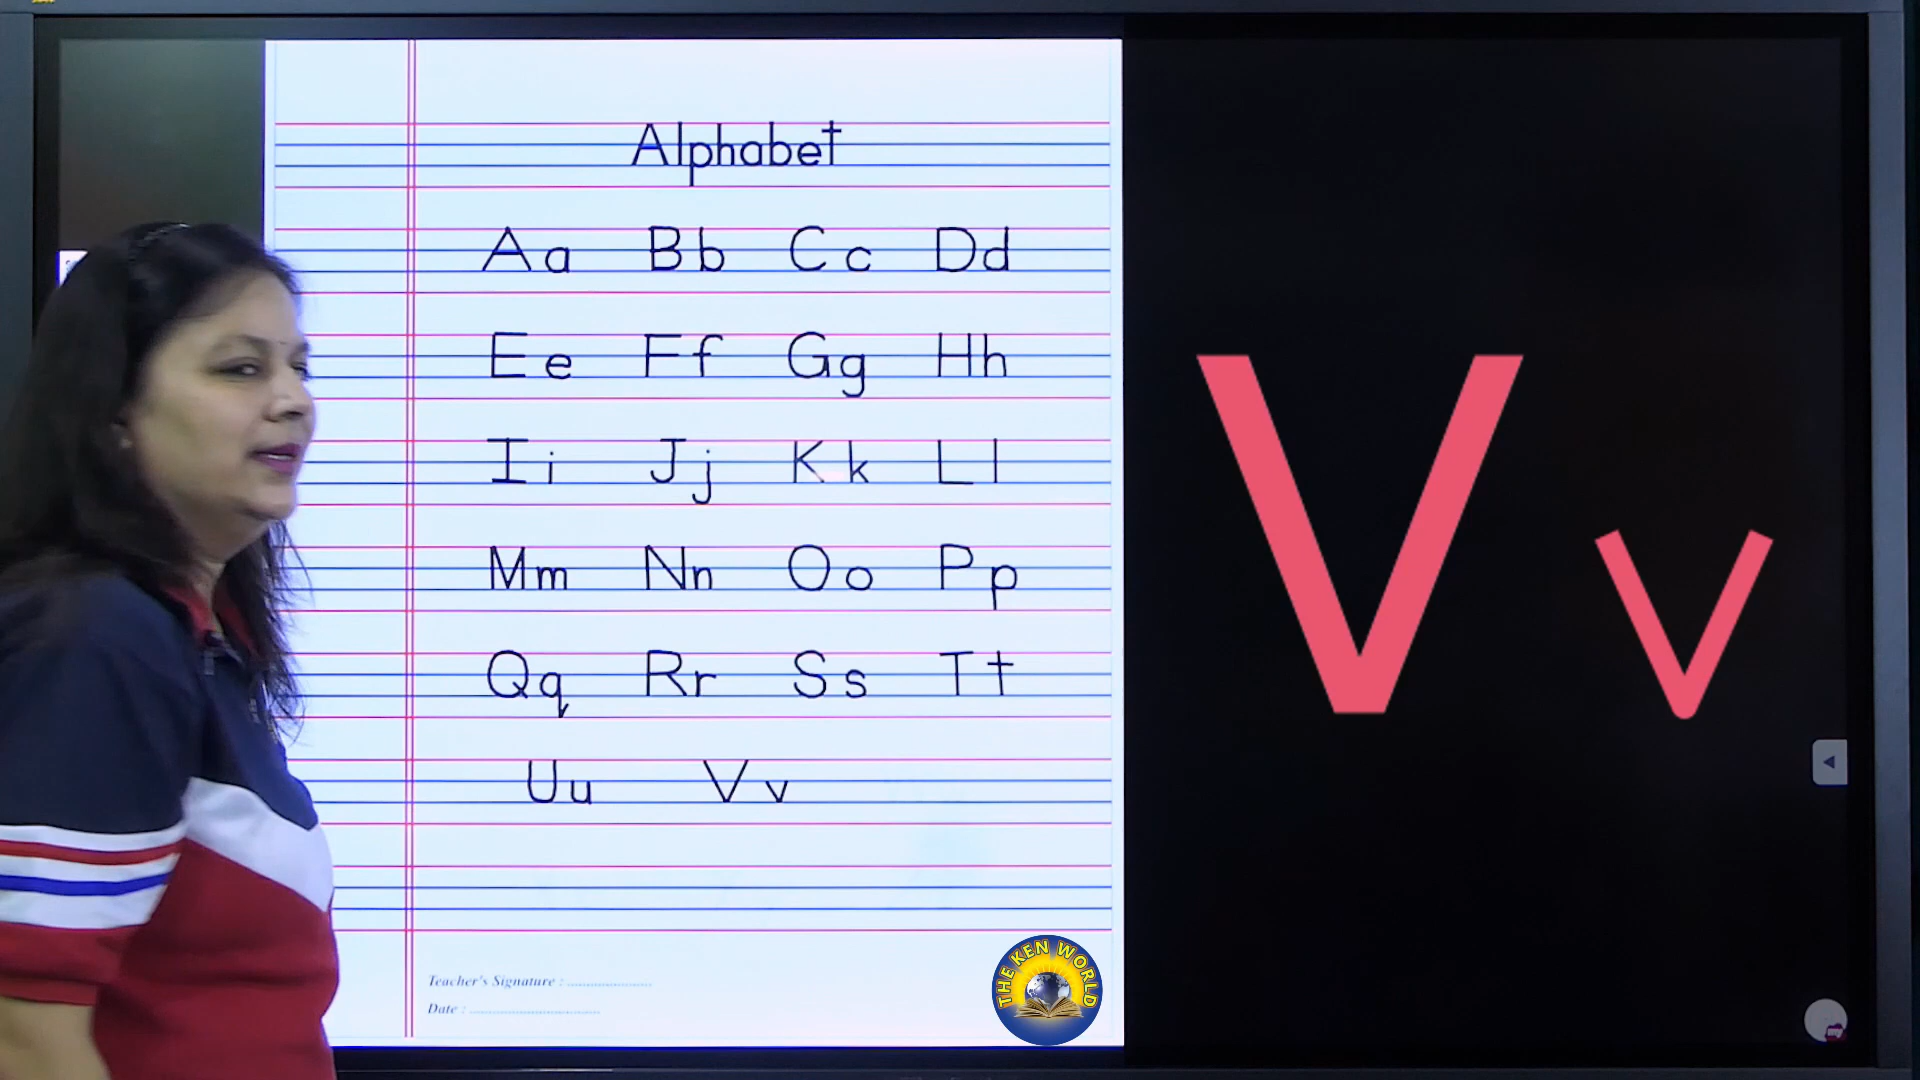 Alphabet
Aa Bb Cc Dd
Ee Ff Gg Hh
Ii Jj Kk Ll
Mm Nn Oo Pp
Qq Rr Ss Tt
Uu Vv
V v
Teacher's Signature : ........................
Date : ....................................
THE KEN WORLD